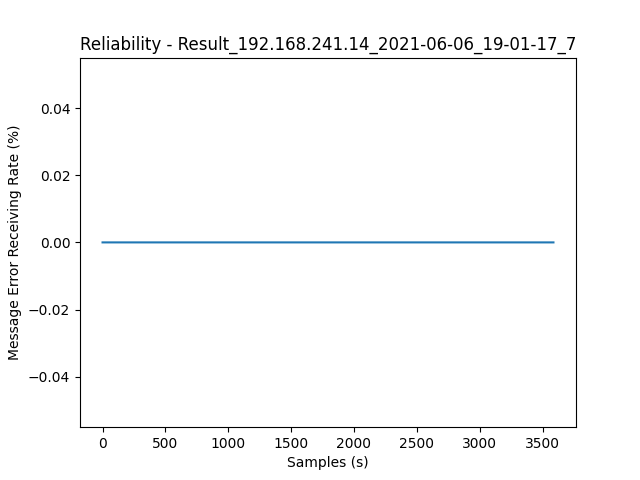 Reliability - Result_192.168.241.14_2021-06-06_19-01-17_7
Message Error Receiving Rate (%)
0.04
0.02
0.00
−0.02
−0.04
0 500 1000 1500 2000 2500 3000 3500
Samples (s)